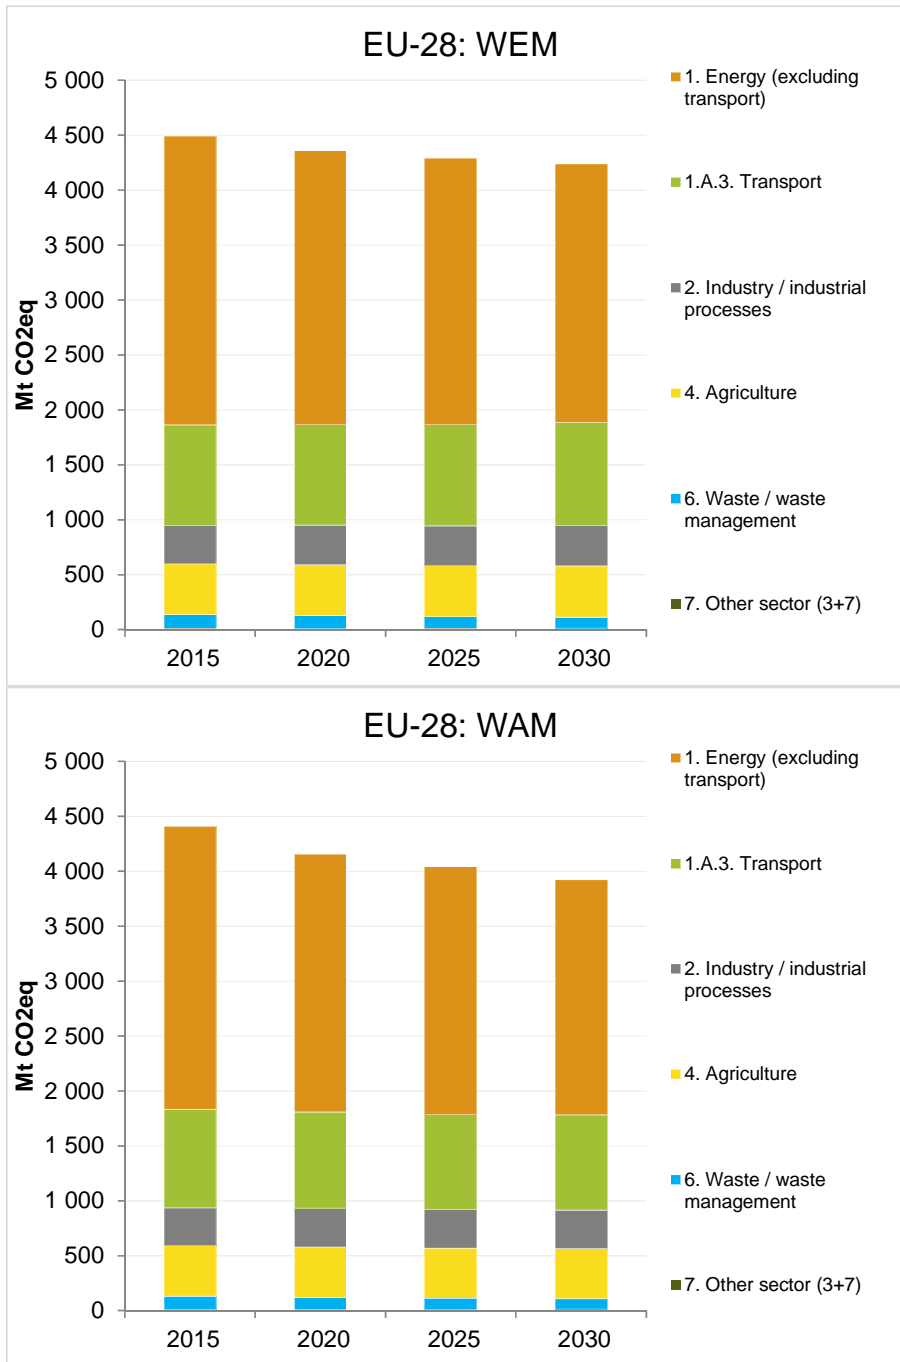 EU-28: WEM
5 000
4 500
4 000
3 500
3 000
2 500
2 000
1 500
1 000
500
0
Mt CO2eq
2015 2020 2025 2030
1. Energy (excluding
transport)
1.A.3. Transport
2. Industry / industrial
processes
4. Agriculture
6. Waste / waste
management
7. Other sector (3+7)
EU-28: WAM
5 000
4 500
4 000
3 500
3 000
2 500
2 000
1 500
1 000
500
0
Mt CO2eq
2015 2020 2025 2030
1. Energy (excluding
transport)
1.A.3. Transport
2. Industry / industrial
processes
4. Agriculture
6. Waste / waste
management
7. Other sector (3+7)